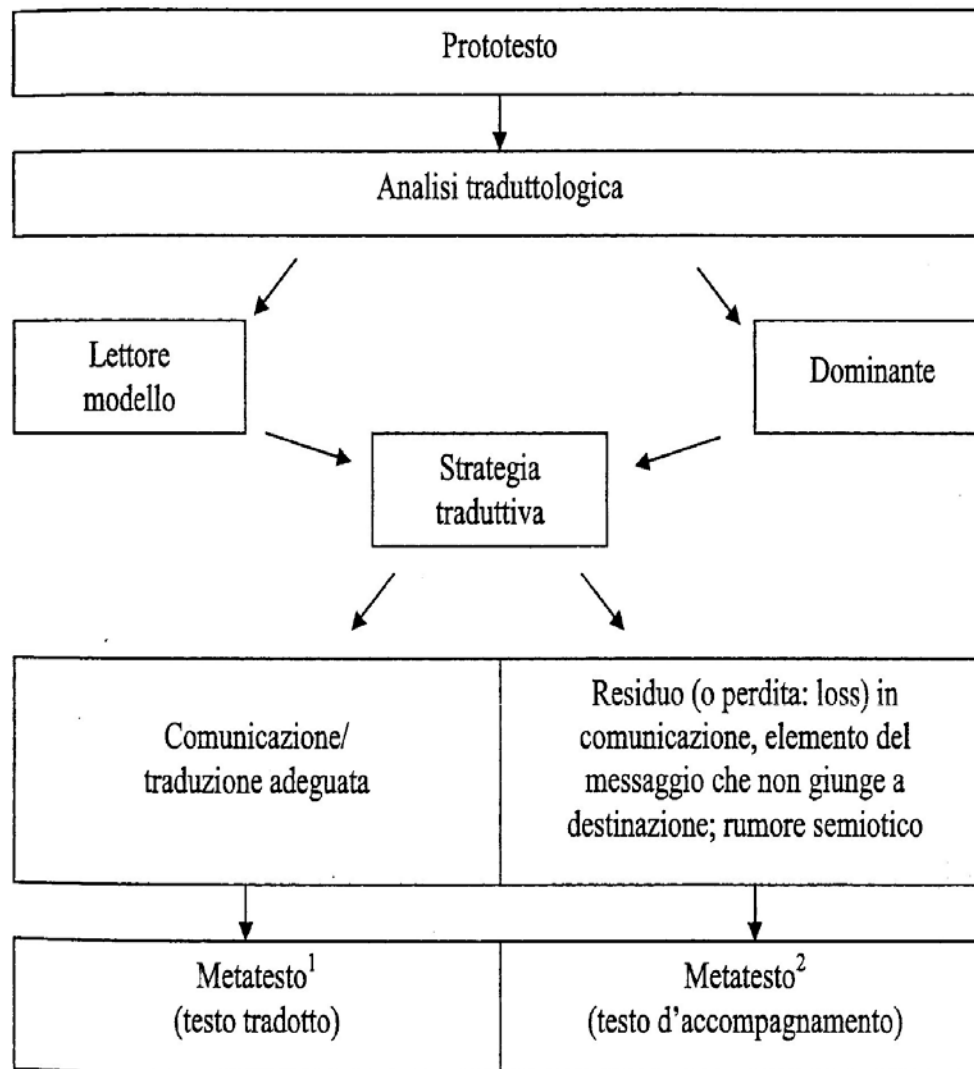 Prototesto
Analisi traduttologica
Lettore
modello
Dominante
Strategia
traduttiva
Comunicazione/
traduzione adeguata
Residuo (o perdita: loss) in
comunicazione, elemento del
messaggio che non giunge a
destinazione; rumore semiotico
Metatesto¹
(testo tradotto)
Metatesto²
(testo d'accompagnamento)